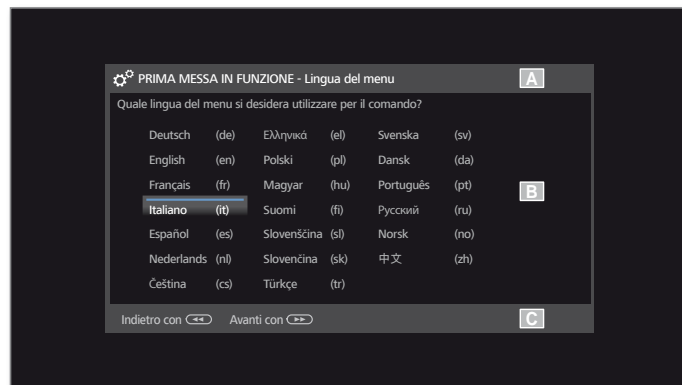 PRIMA MESSA IN FUNZIONE - Lingua del menu A
Quale lingua del menu si desidera utilizzare per il comando?
Deutsch (de) Ελληνικά (el) Svenska (sv)
English (en) Polski (pl) Dansk (da)
Français (fr) Magyar (hu) Português (pt)
B
Italiano (it) Suomi (fi) Русский (ru)
Español (es) Slovenščina (sl) Norsk (no)
Nederlands (nl) Slovenčina (sk) 中文 (zh)
Čeština (cs) Türkçe (tr)
Indietro con Avanti con C